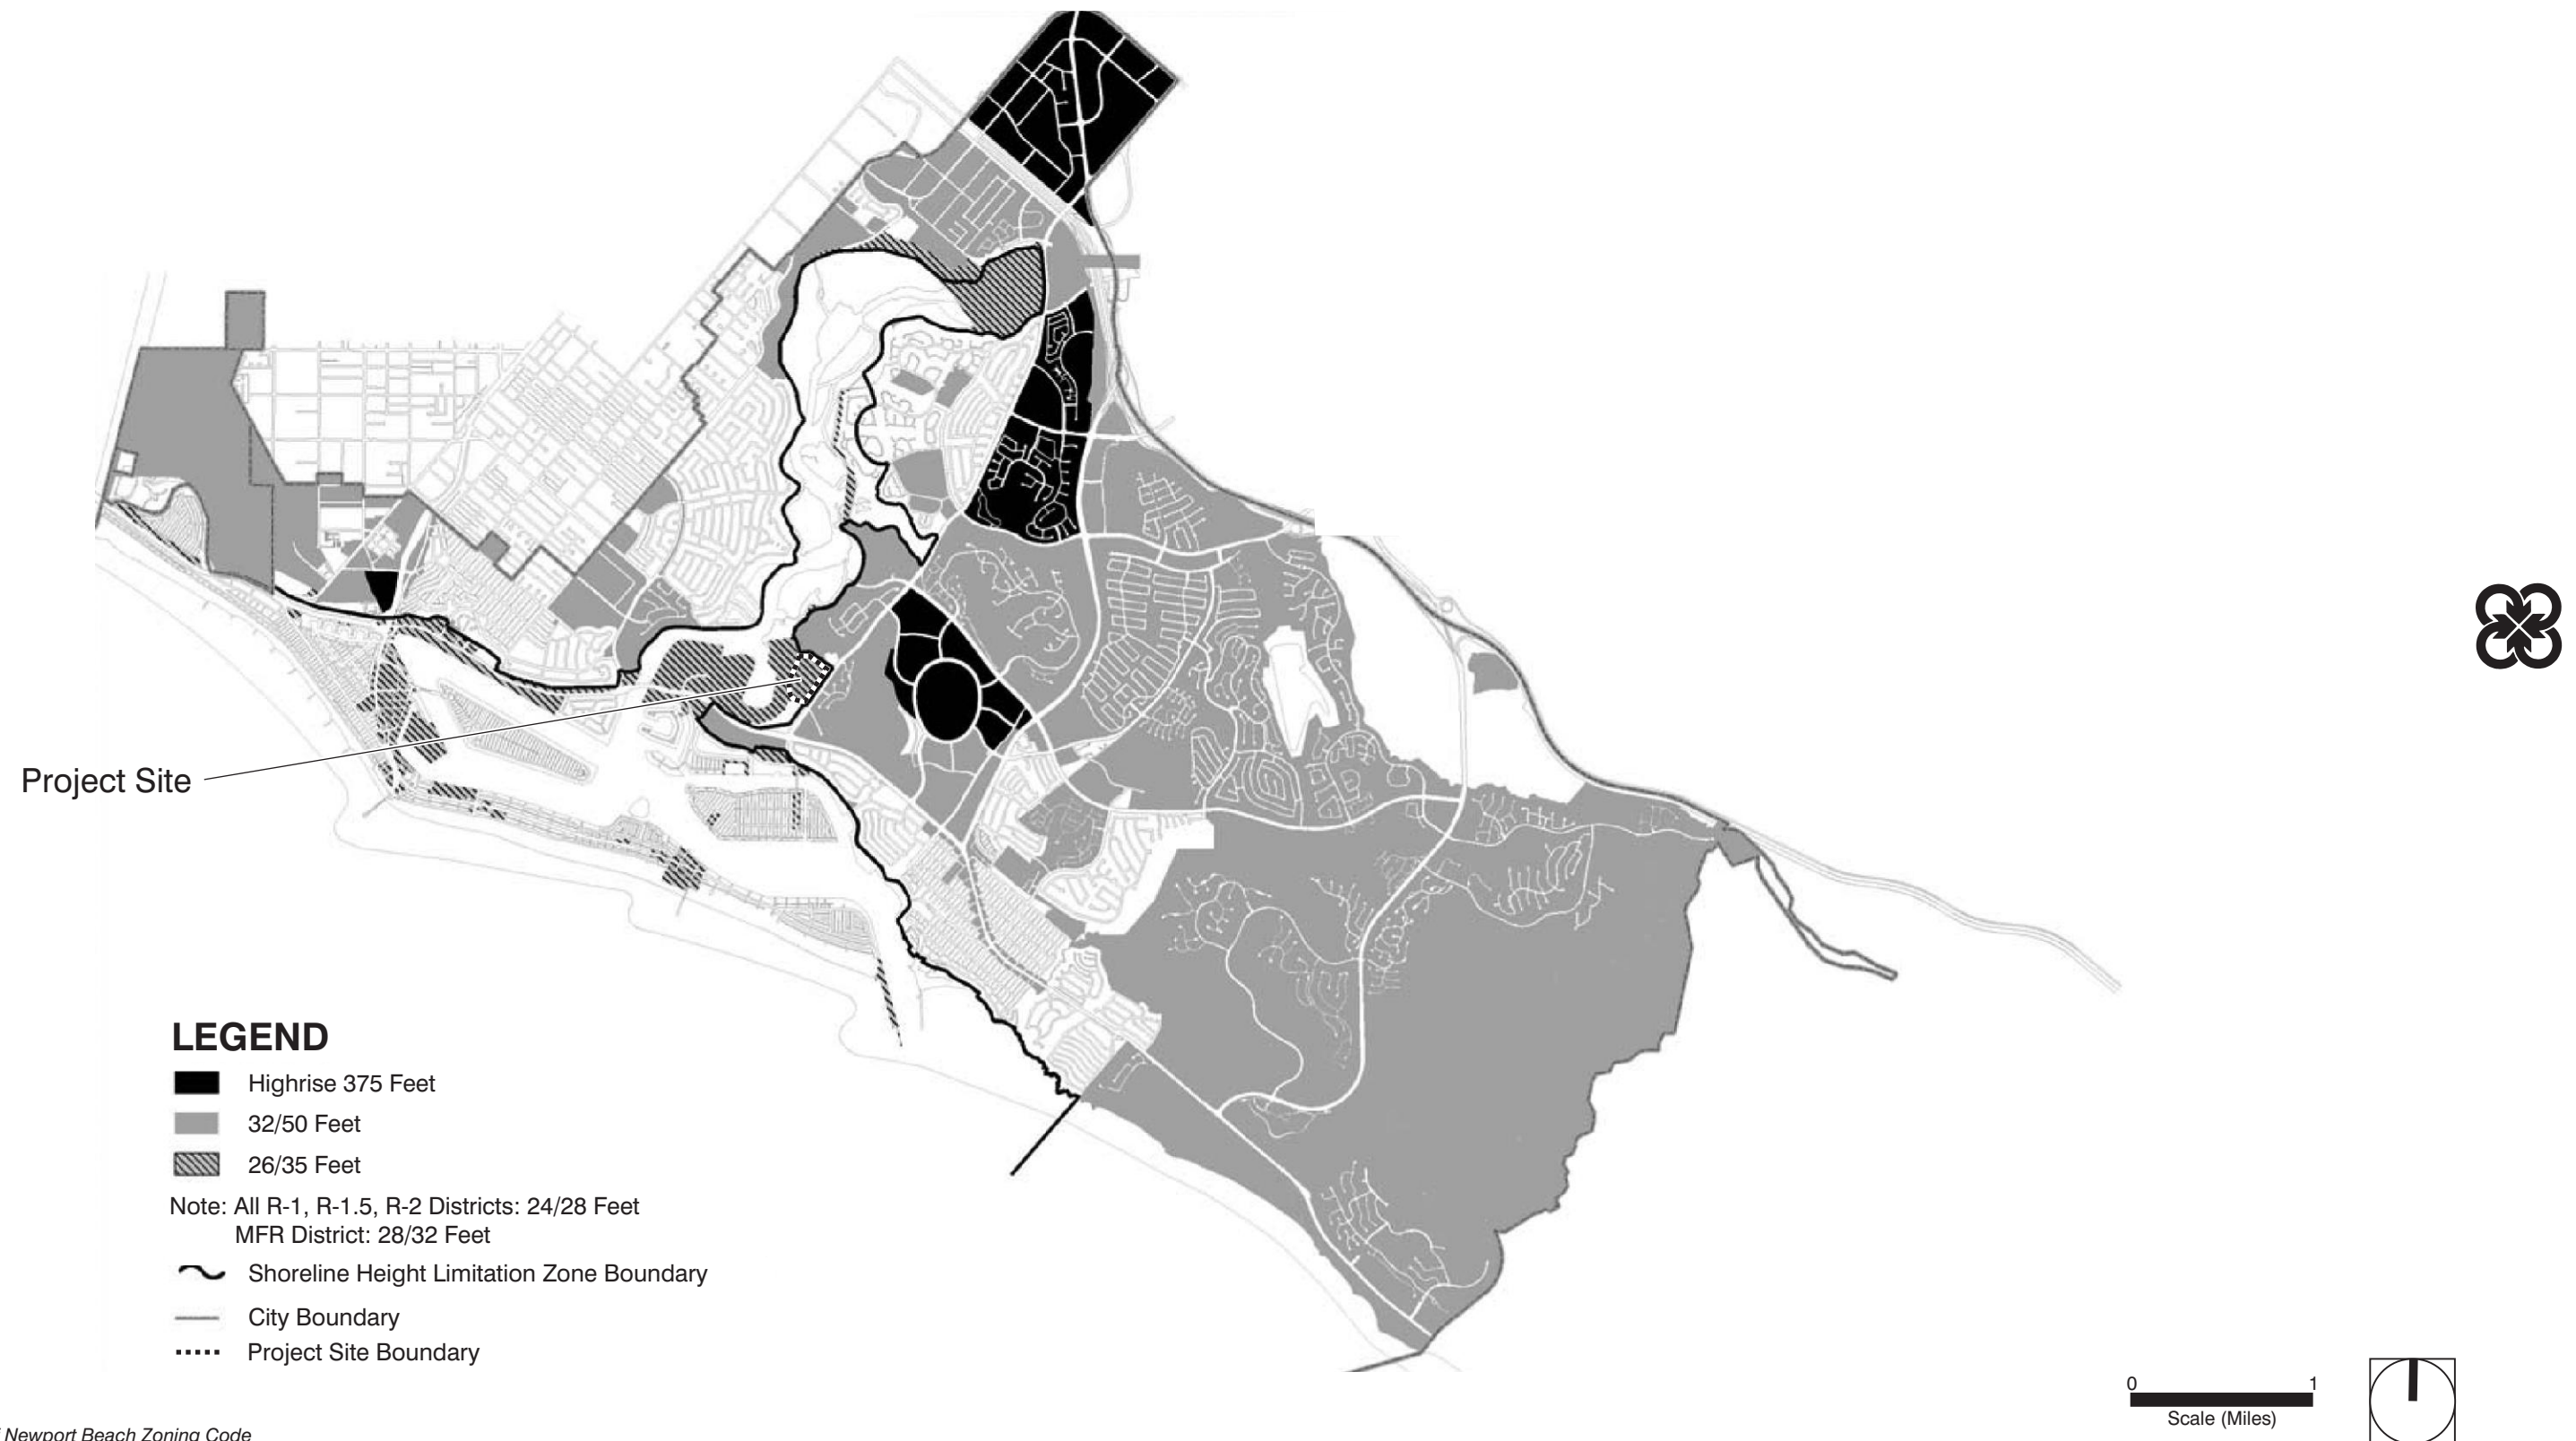 Project Site
LEGEND
Highrise 375 Feet
32/50 Feet
26/35 Feet
Note: All R-1, R-1.5, R-2 Districts: 24/28 Feet
MFR District: 28/32 Feet
Shoreline Height Limitation Zone Boundary
City Boundary
Project Site Boundary
0 1
Scale (Miles)
Newport Beach Zoning Code